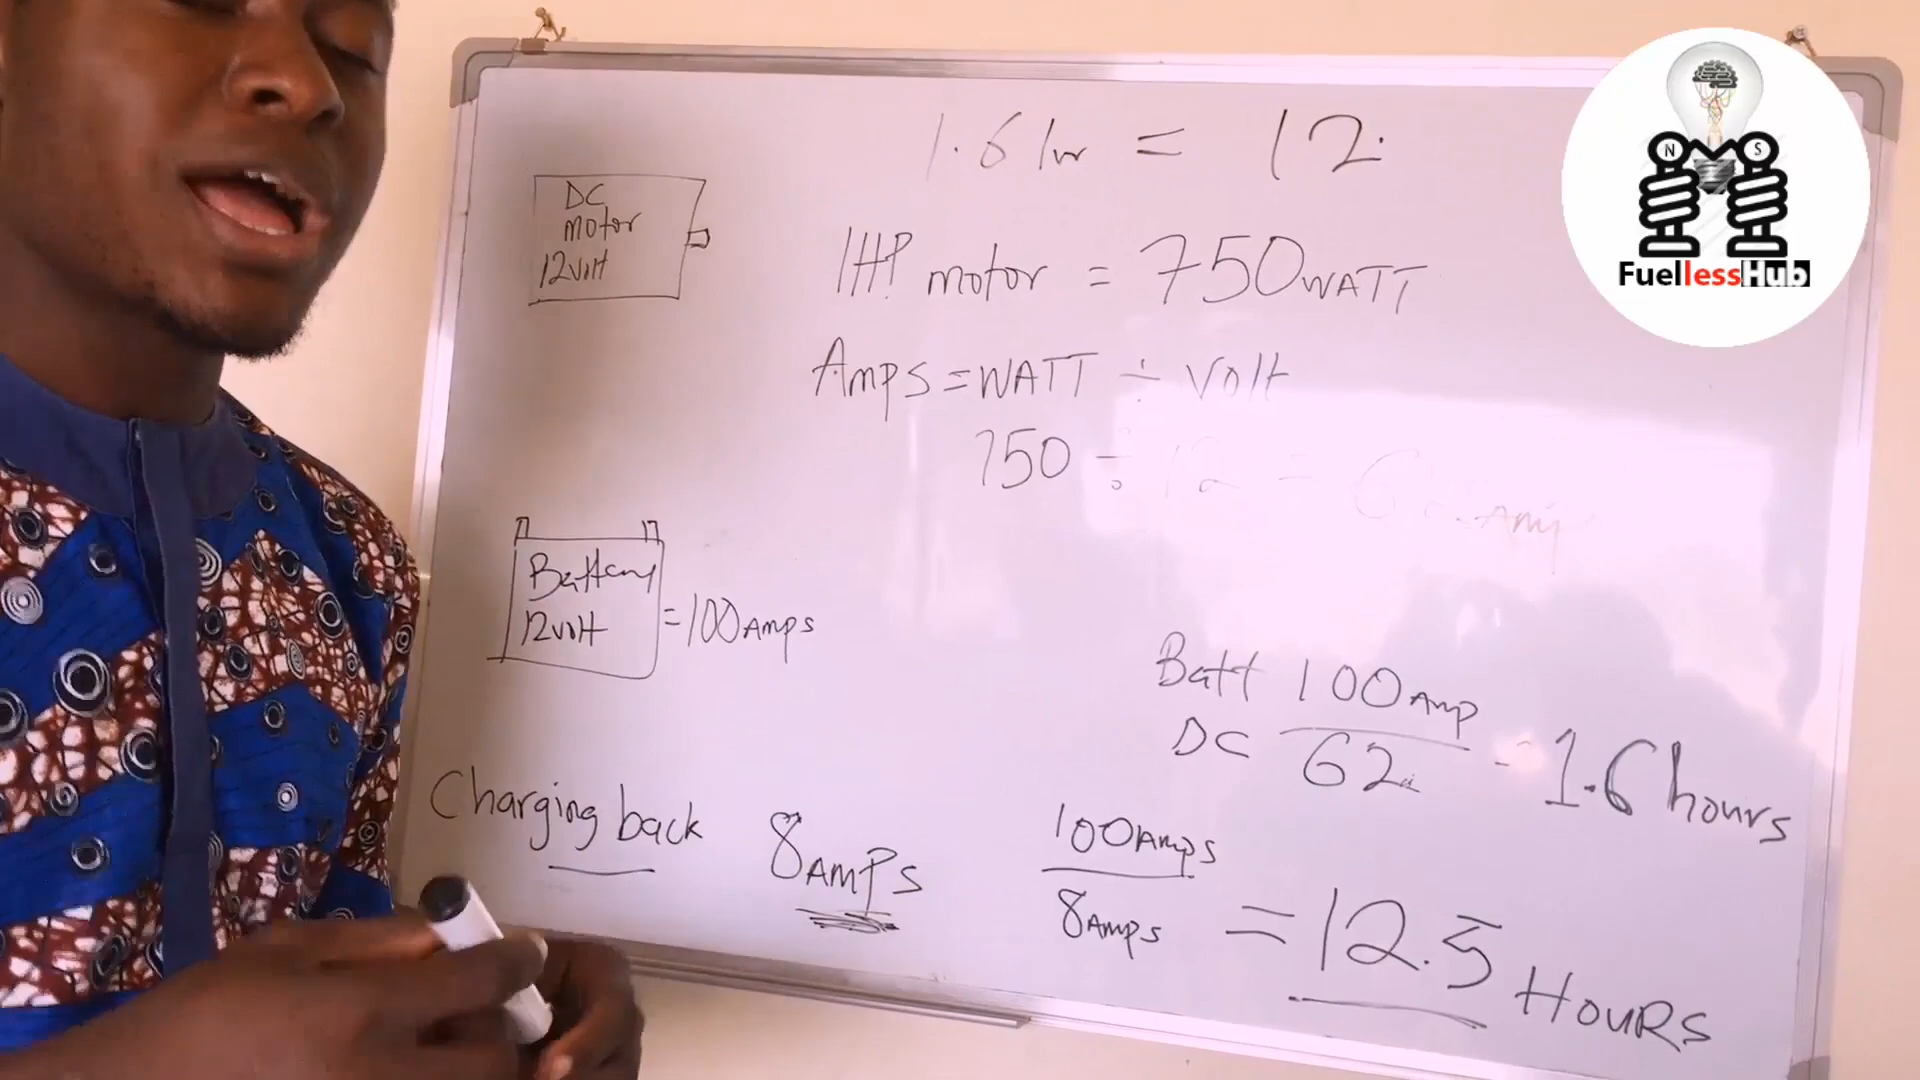 1.6 hr = 12.
DC
motor
12volt
1HP motor = 750WATT
Amps = WATT ÷ Volt
750 ÷ 12 =
Battery
12volt
= 100Amps
Batt 100Amp
DC 62
1.6 hours
Charging back
8AMPS
100Amps
8Amps
= 12.5 HOURS
N S
FuellessHub